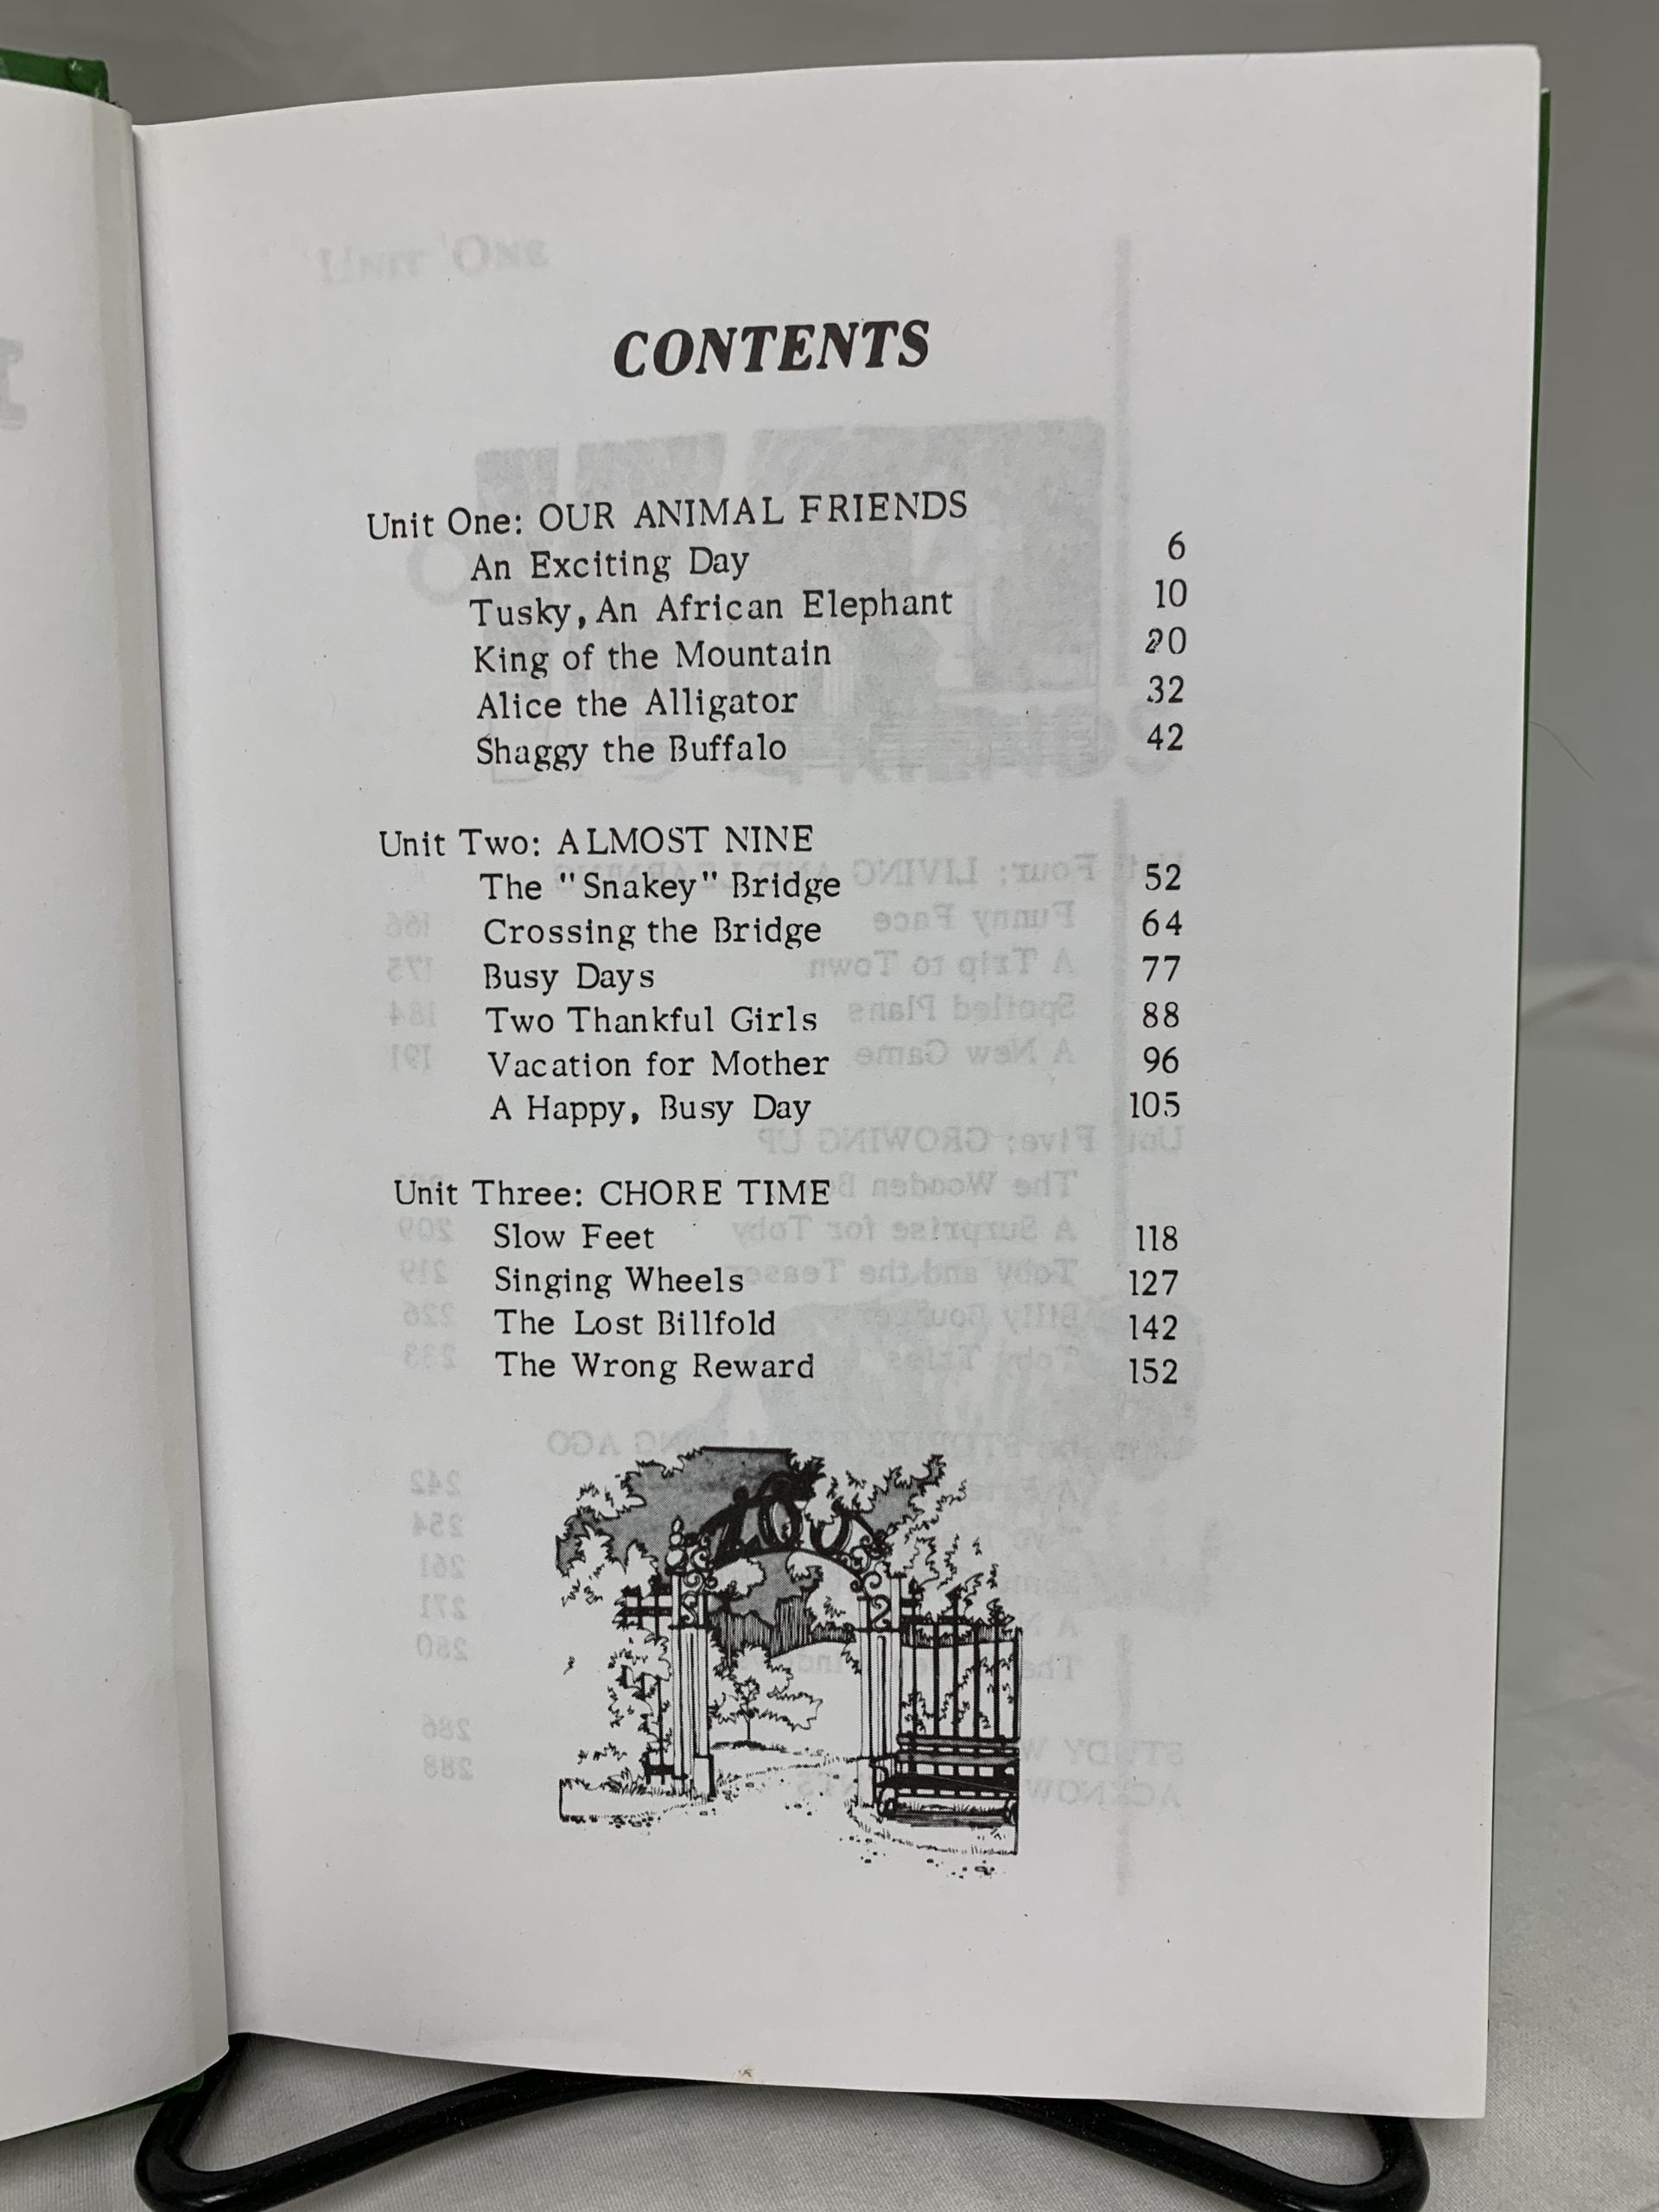 CONTENTS
Unit One: OUR ANIMAL FRIENDS
An Exciting Day 6
Tusky, An African Elephant 10
King of the Mountain 20
Alice the Alligator 32
Shaggy the Buffalo 42
Unit Two: ALMOST NINE
The "Snakey" Bridge 52
Crossing the Bridge 64
Busy Days 77
Two Thankful Girls 88
Vacation for Mother 96
A Happy, Busy Day 105
Unit Three: CHORE TIME
Slow Feet 118
Singing Wheels 127
The Lost Billfold 142
The Wrong Reward 152
ZOO